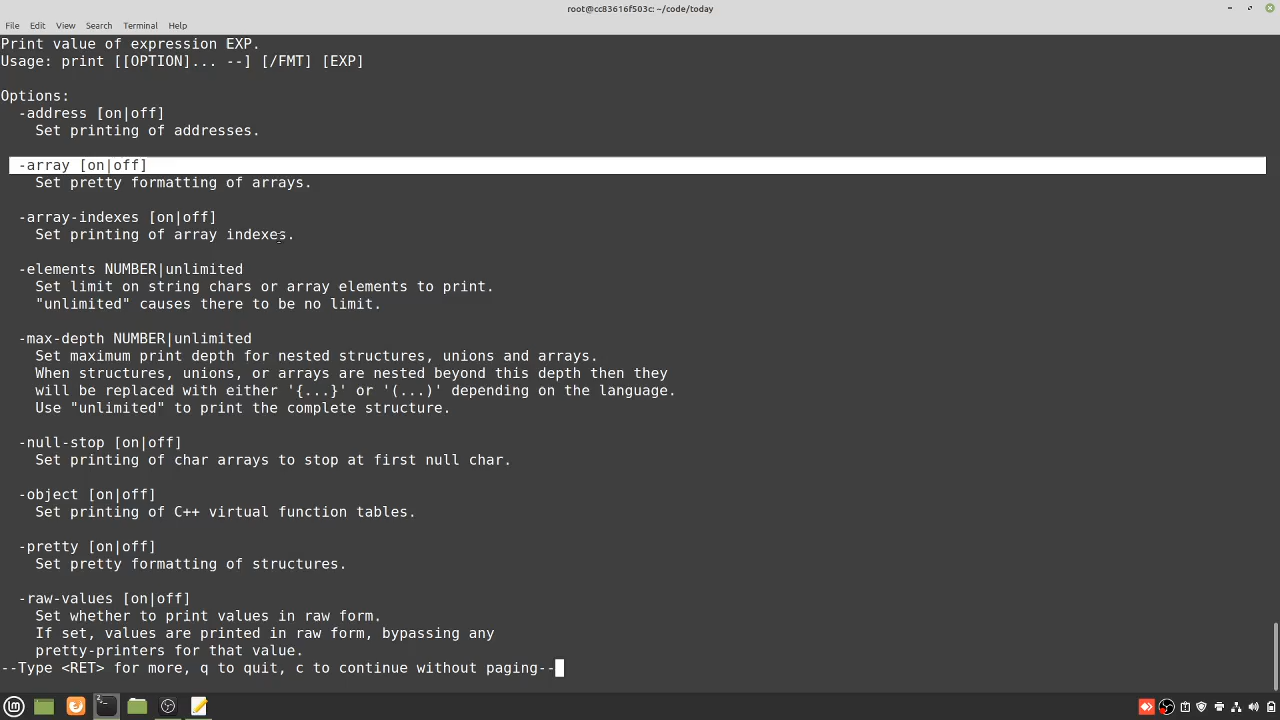 root@cc83616f503c: ~/code/today
File Edit View Search Terminal Help
Print value of expression EXP.
Usage: print [[OPTION]... --] [/FMT] [EXP]
Options:
-address [on|off]
Set printing of addresses.
-array [on|off]
Set pretty formatting of arrays.
-array-indexes [on|off]
Set printing of array indexes.
-elements NUMBER|unlimited
Set limit on string chars or array elements to print.
"unlimited" causes there to be no limit.
-max-depth NUMBER|unlimited
Set maximum print depth for nested structures, unions and arrays.
When structures, unions, or arrays are nested beyond this depth then they
will be replaced with either '{...}' or '(...)' depending on the language.
Use "unlimited" to print the complete structure.
-null-stop [on|off]
Set printing of char arrays to stop at first null char.
-object [on|off]
Set printing of C++ virtual function tables.
-pretty [on|off]
Set pretty formatting of structures.
-raw-values [on|off]
Set whether to print values in raw form.
If set, values are printed in raw form, bypassing any
pretty-printers for that value.
--Type <RET> for more, q to quit, c to continue without paging--